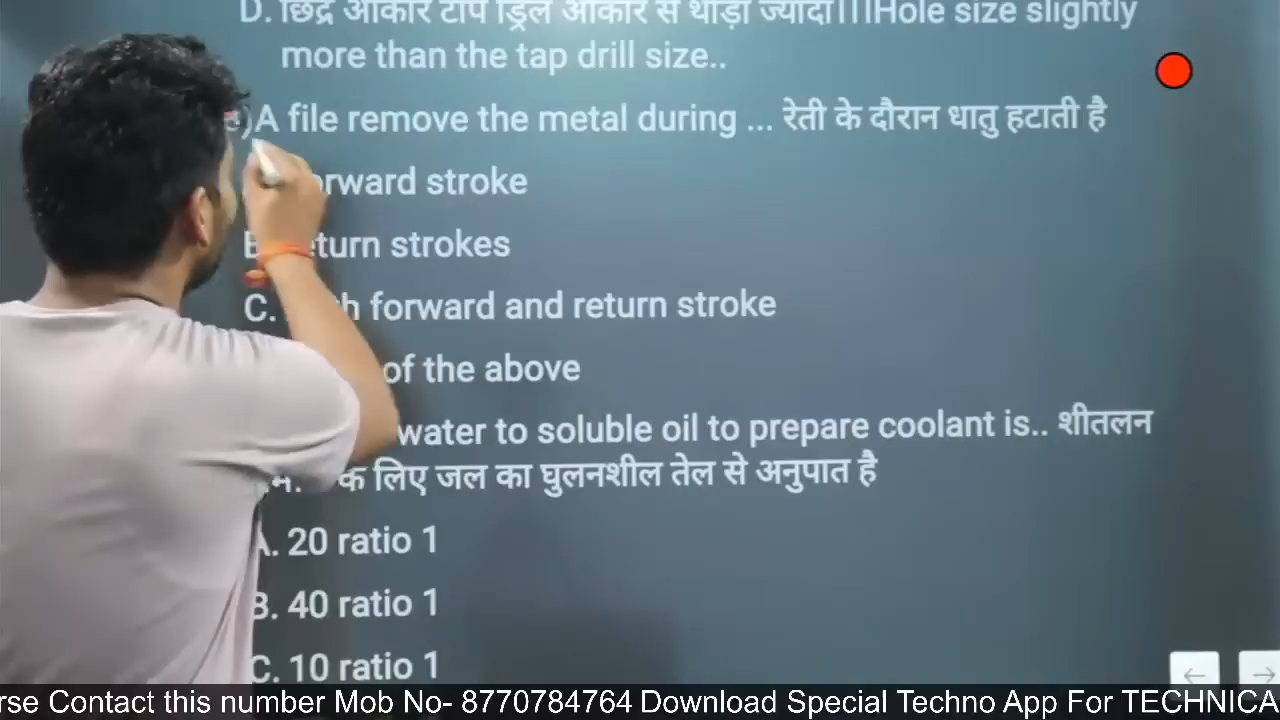 D. छिद्र आकार टाप ड्रिल आकार से थोड़ा ज्यादा।।।Hole size slightly
more than the tap drill size..
)A file remove the metal during ... रेती के दौरान धातु हटाती है
rward stroke
eturn strokes
C. h forward and return stroke
of the above
water to soluble oil to prepare coolant is.. शीतलन
क लिए जल का घुलनशील तेल से अनुपात है
A. 20 ratio 1
B. 40 ratio 1
C. 10 ratio 1
rse Contact this number Mob No- 8770784764 Download Special Techno App For TECHNICA